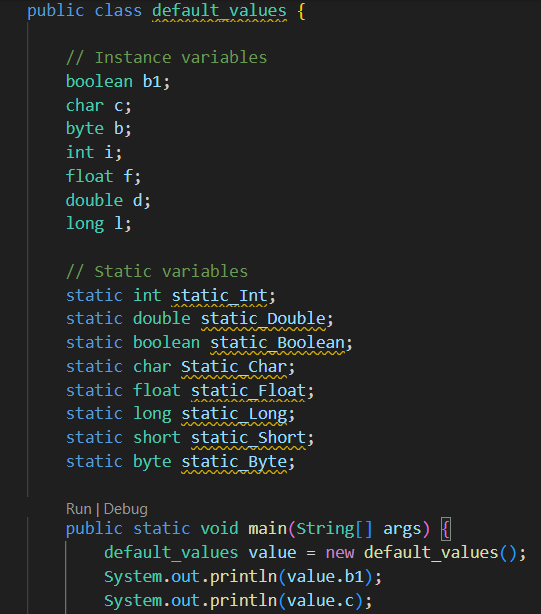 public class default_values {
// Instance variables
boolean b1;
char c;
byte b;
int i;
float f;
double d;
long l;
// Static variables
static int static_Int;
static double static_Double;
static boolean static_Boolean;
static char Static_Char;
static float static_Float;
static long static_Long;
static short static_Short;
static byte static_Byte;
Run | Debug
public static void main(String[] args) {
default_values value = new default_values();
System.out.println(value.b1);
System.out.println(value.c);